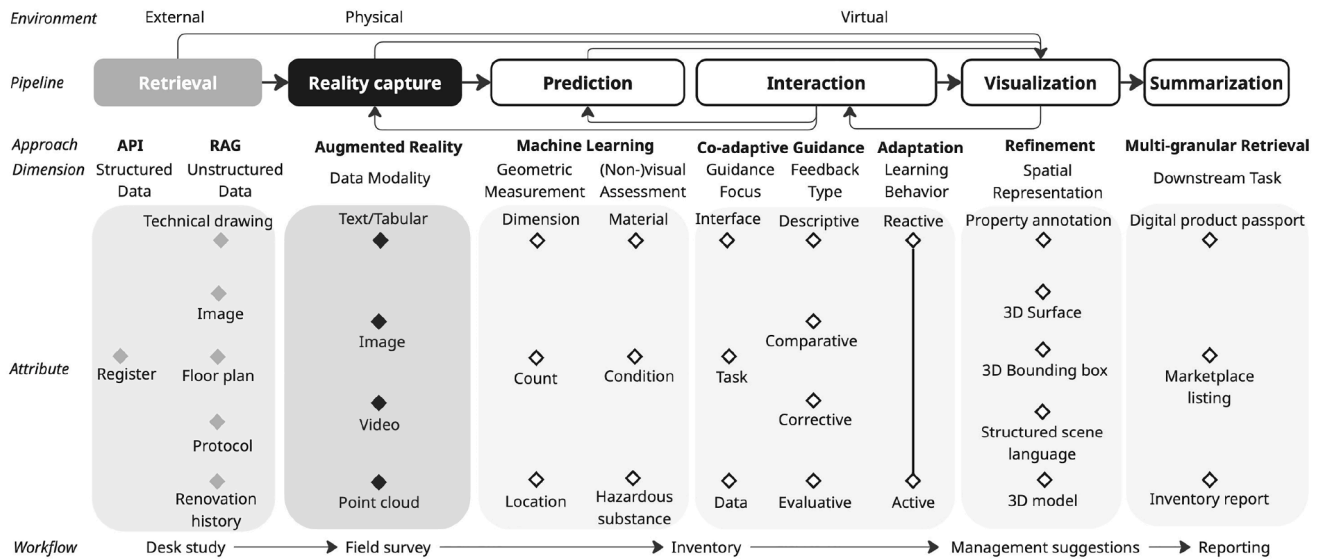 Environment External Physical Virtual
Pipeline Retrieval Reality capture Prediction Interaction Visualization Summarization
Approach API RAG Augmented Reality Machine Learning Co-adaptive Guidance Adaptation Refinement Multi-granular Retrieval
Dimension Structured Unstructured Data Modality Geometric (Non-)visual Guidance Feedback Learning Spatial Downstream Task
Data Data Measurement Assessment Focus Type Behavior Representation
Technical drawing Text/Tabular Dimension Material Interface Descriptive Reactive Property annotation Digital product passport
Image Image Comparative 3D Surface
Attribute Register Floor plan Count Condition Task 3D Bounding box Marketplace
listing
Protocol Video Corrective Structured scene
language
Renovation Point cloud Location Hazardous Data Evaluative Active 3D model Inventory report
history substance
Workflow Desk study Field survey Inventory Management suggestions Reporting